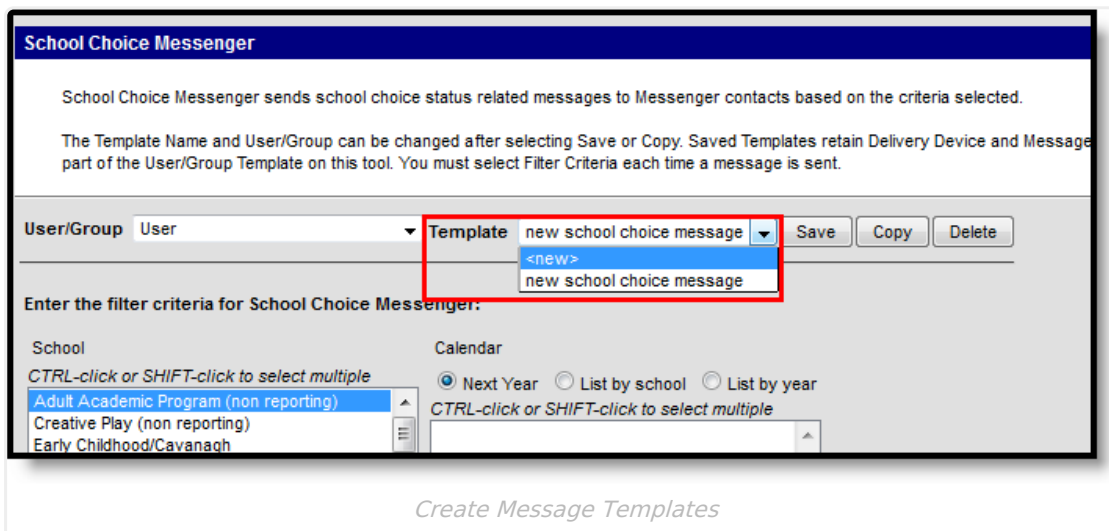 School Choice Messenger
School Choice Messenger sends school choice status related messages to Messenger contacts based on the criteria selected.
The Template Name and User/Group can be changed after selecting Save or Copy. Saved Templates retain Delivery Device and Message
part of the User/Group Template on this tool. You must select Filter Criteria each time a message is sent.
User/Group User Template new school choice message Save Copy Delete
<new>
new school choice message
Enter the filter criteria for School Choice Messenger:
School Calendar
CTRL-click or SHIFT-click to select multiple Next Year List by school List by year
Adult Academic Program (non reporting) CTRL-click or SHIFT-click to select multiple
Creative Play (non reporting)
Early Childhood/Cavanagh
Create Message Templates